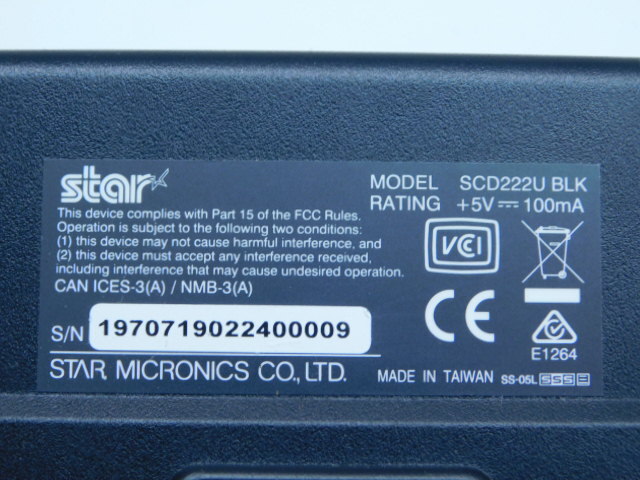 star
MODEL SCD222U BLK
RATING +5V 100mA
This device complies with Part 15 of the FCC Rules.
Operation is subject to the following two conditions:
(1) this device may not cause harmful interference, and
(2) this device must accept any interference received,
including interference that may cause undesired operation.
CAN ICES-3(A) / NMB-3(A)
VCCI
CE
E1264
S/N 1970719022400009
STAR MICRONICS CO., LTD.
MADE IN TAIWAN SS-05L SSS B